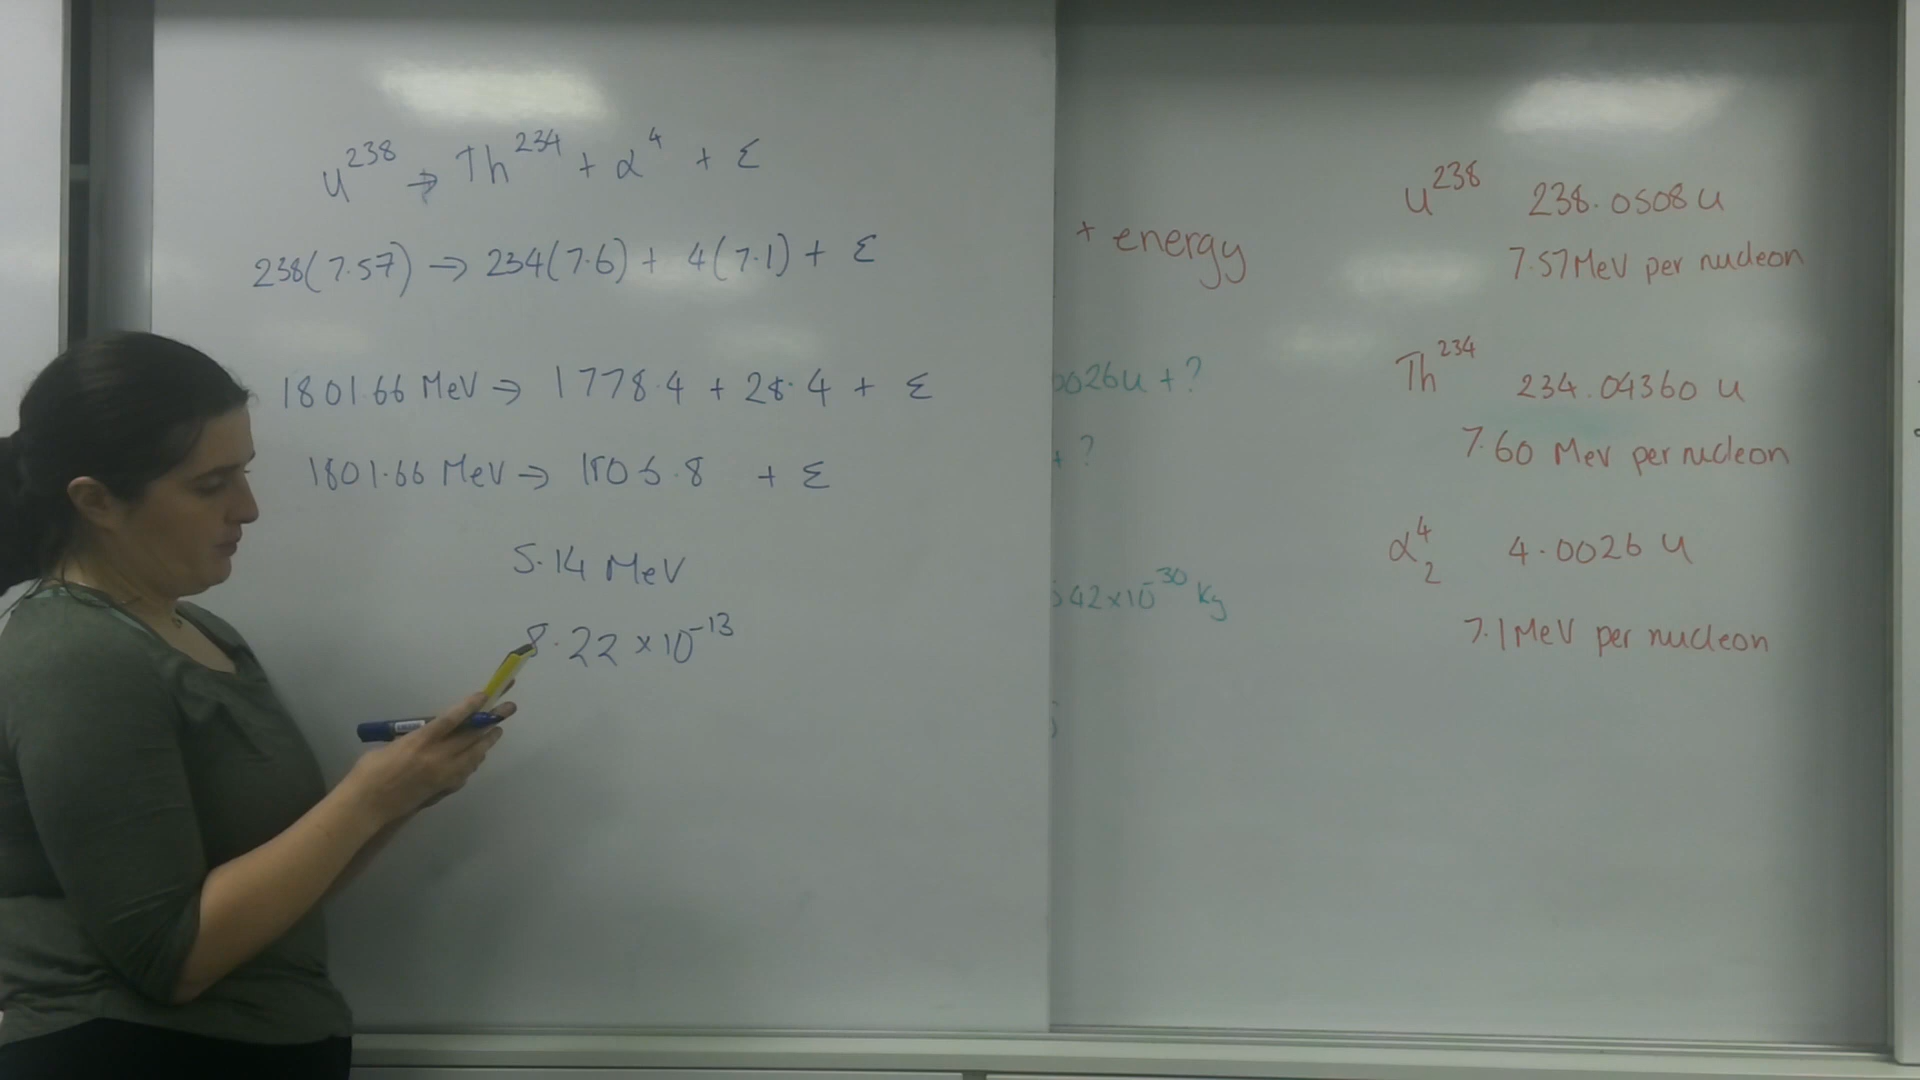 U²³⁸ → Th²³⁴ + α⁴ + Σ
238(7.57) → 234(7.6) + 4(7.1) + Σ
1801.66 MeV → 1778.4 + 28.4 + Σ
1801.66 MeV → 1806.8 + Σ
5.14 MeV
8.22 × 10⁻¹³
+ energy
0026u + ?
+ ?
42×10⁻³⁰ Kg
U²³⁸ 238.0508 u
7.57 MeV per nucleon
Th²³⁴ 234.04360 u
7.60 Mev per nucleon
α⁴₂ 4.0026 u
7.1 MeV per nucleon